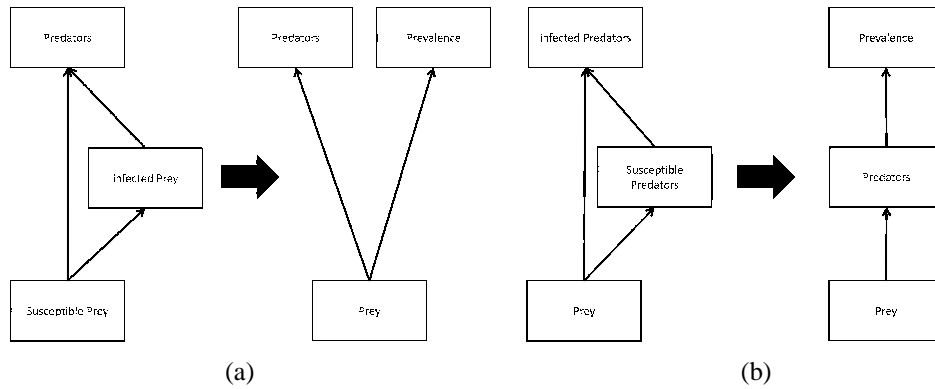 Predators
Predators
Prevalence
infected Predators
Prevalence
infected Prey
Susceptible
Predators
Predators
Susceptible Prey
Prey
Prey
Prey
(a)
(b)